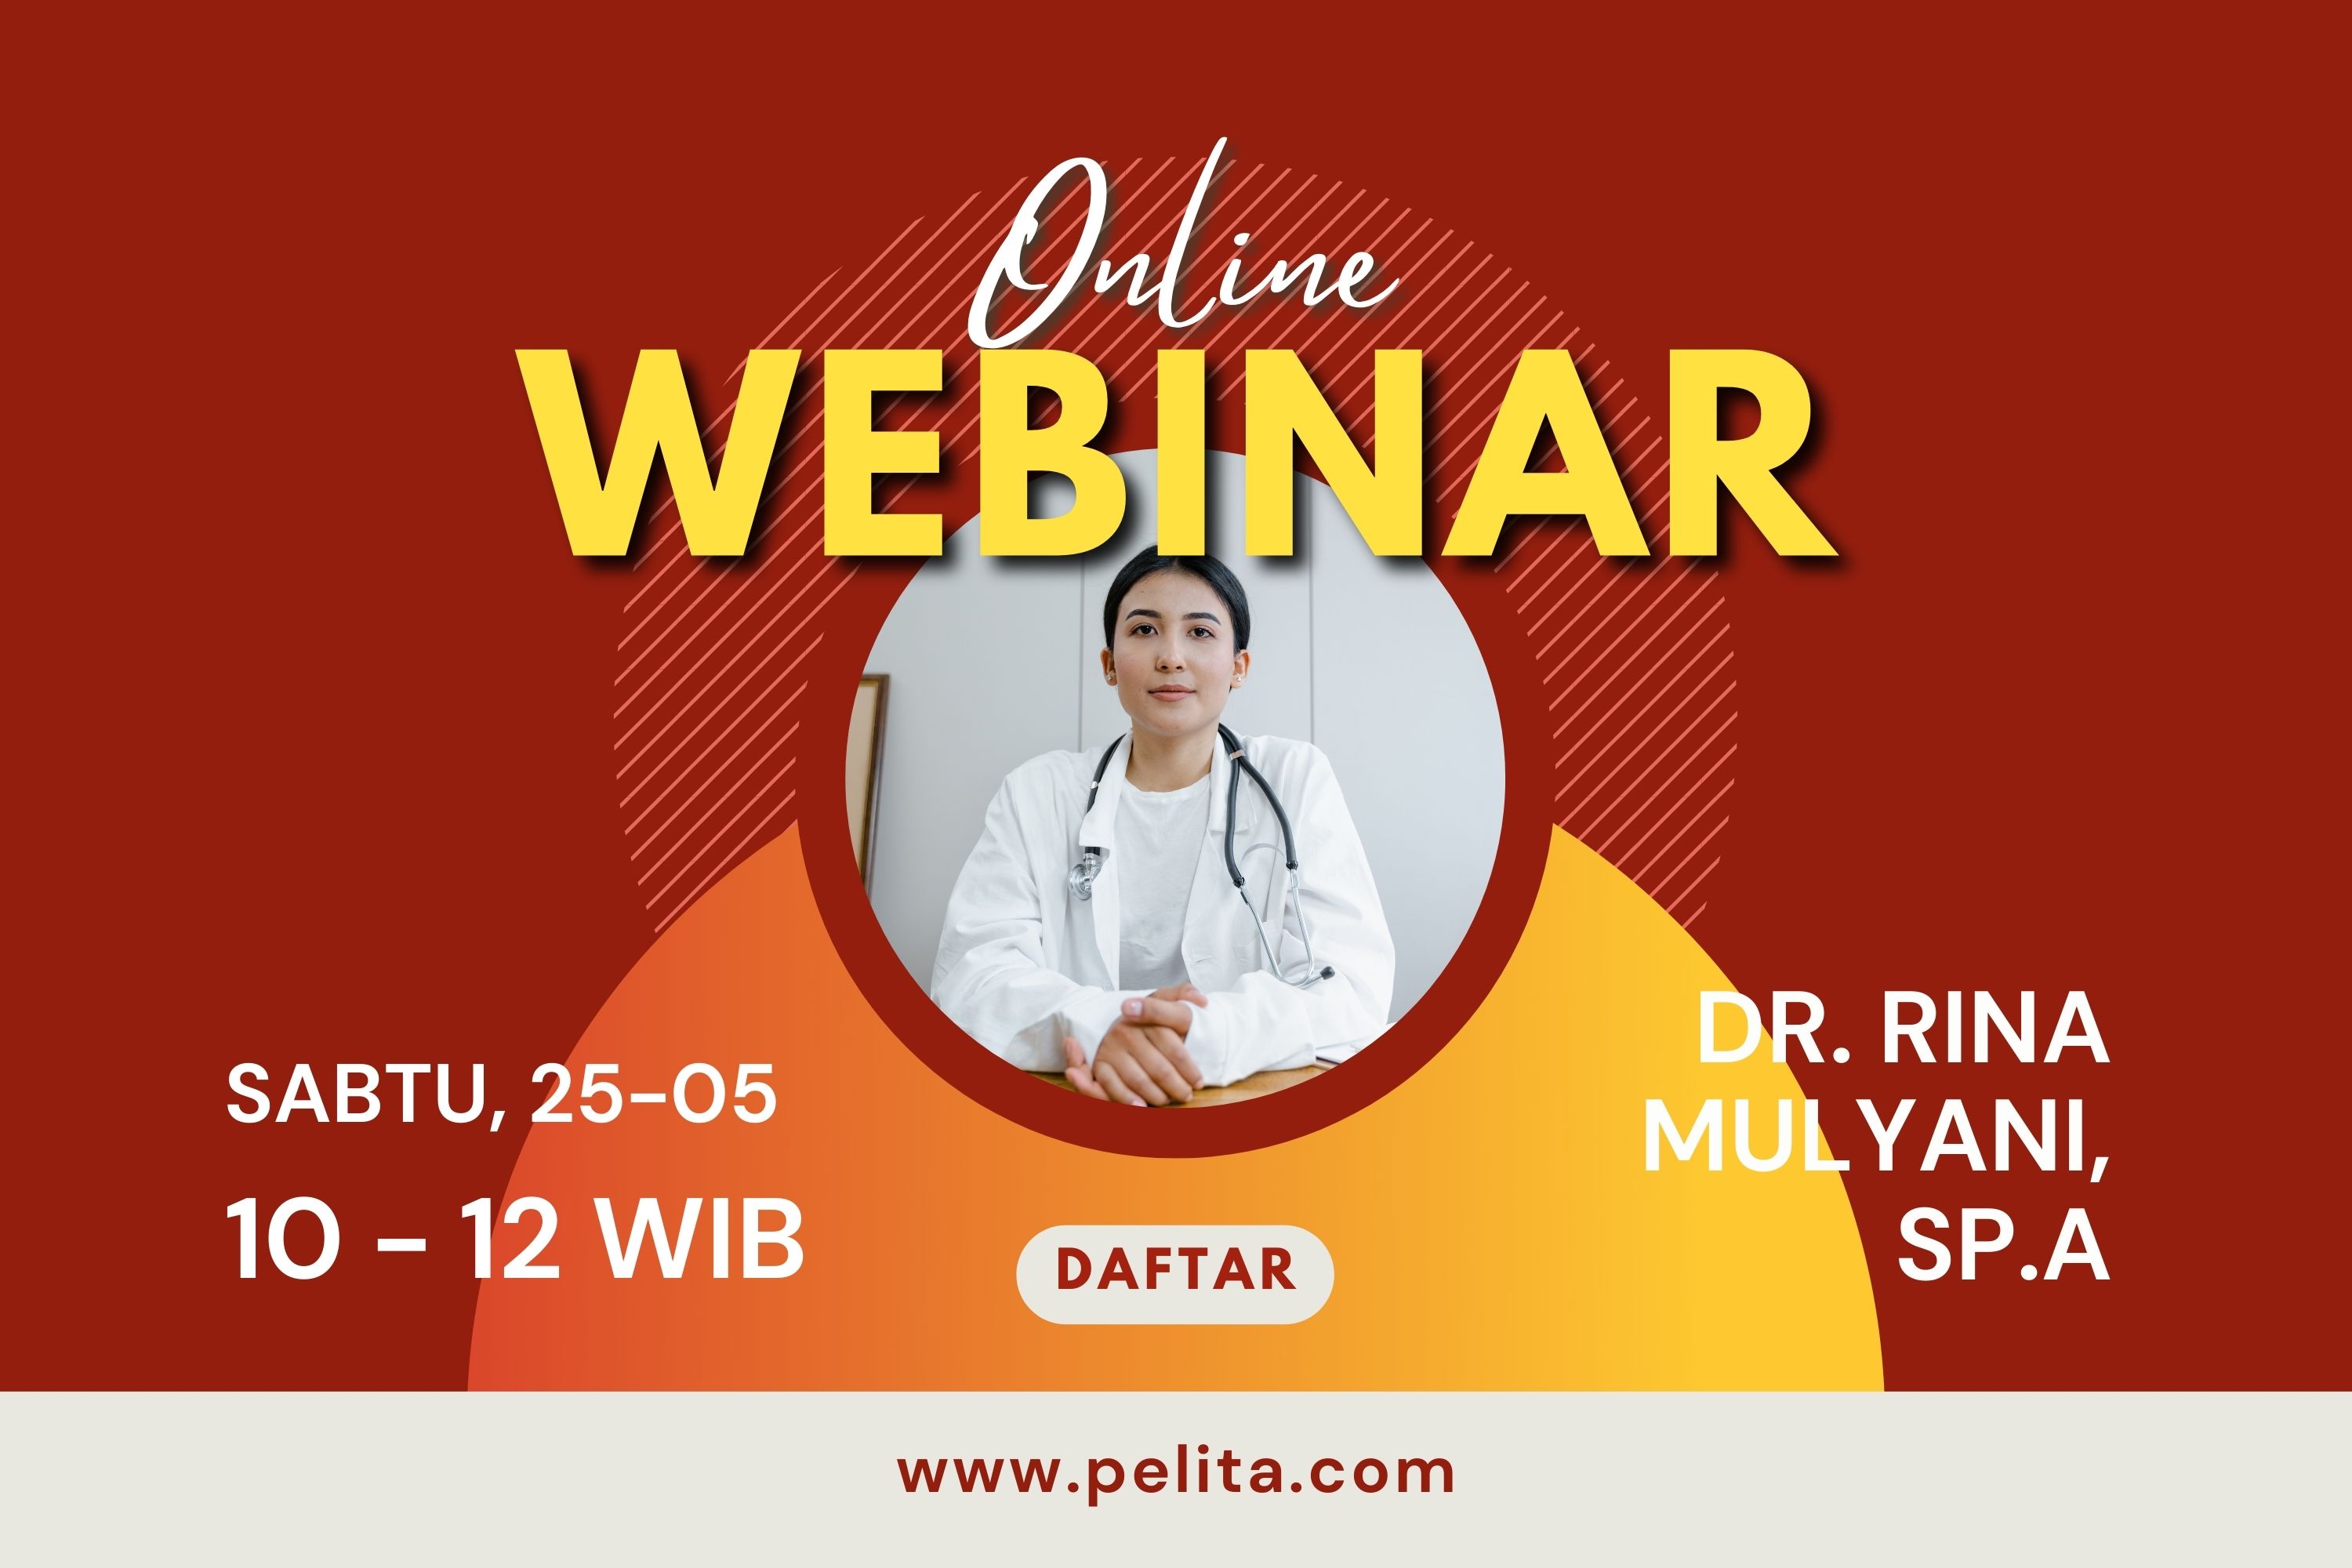 Online
WEBINAR
SABTU, 25-05
10 – 12 WIB
DR. RINA
MULYANI,
SP.A
DAFTAR
www.pelita.com